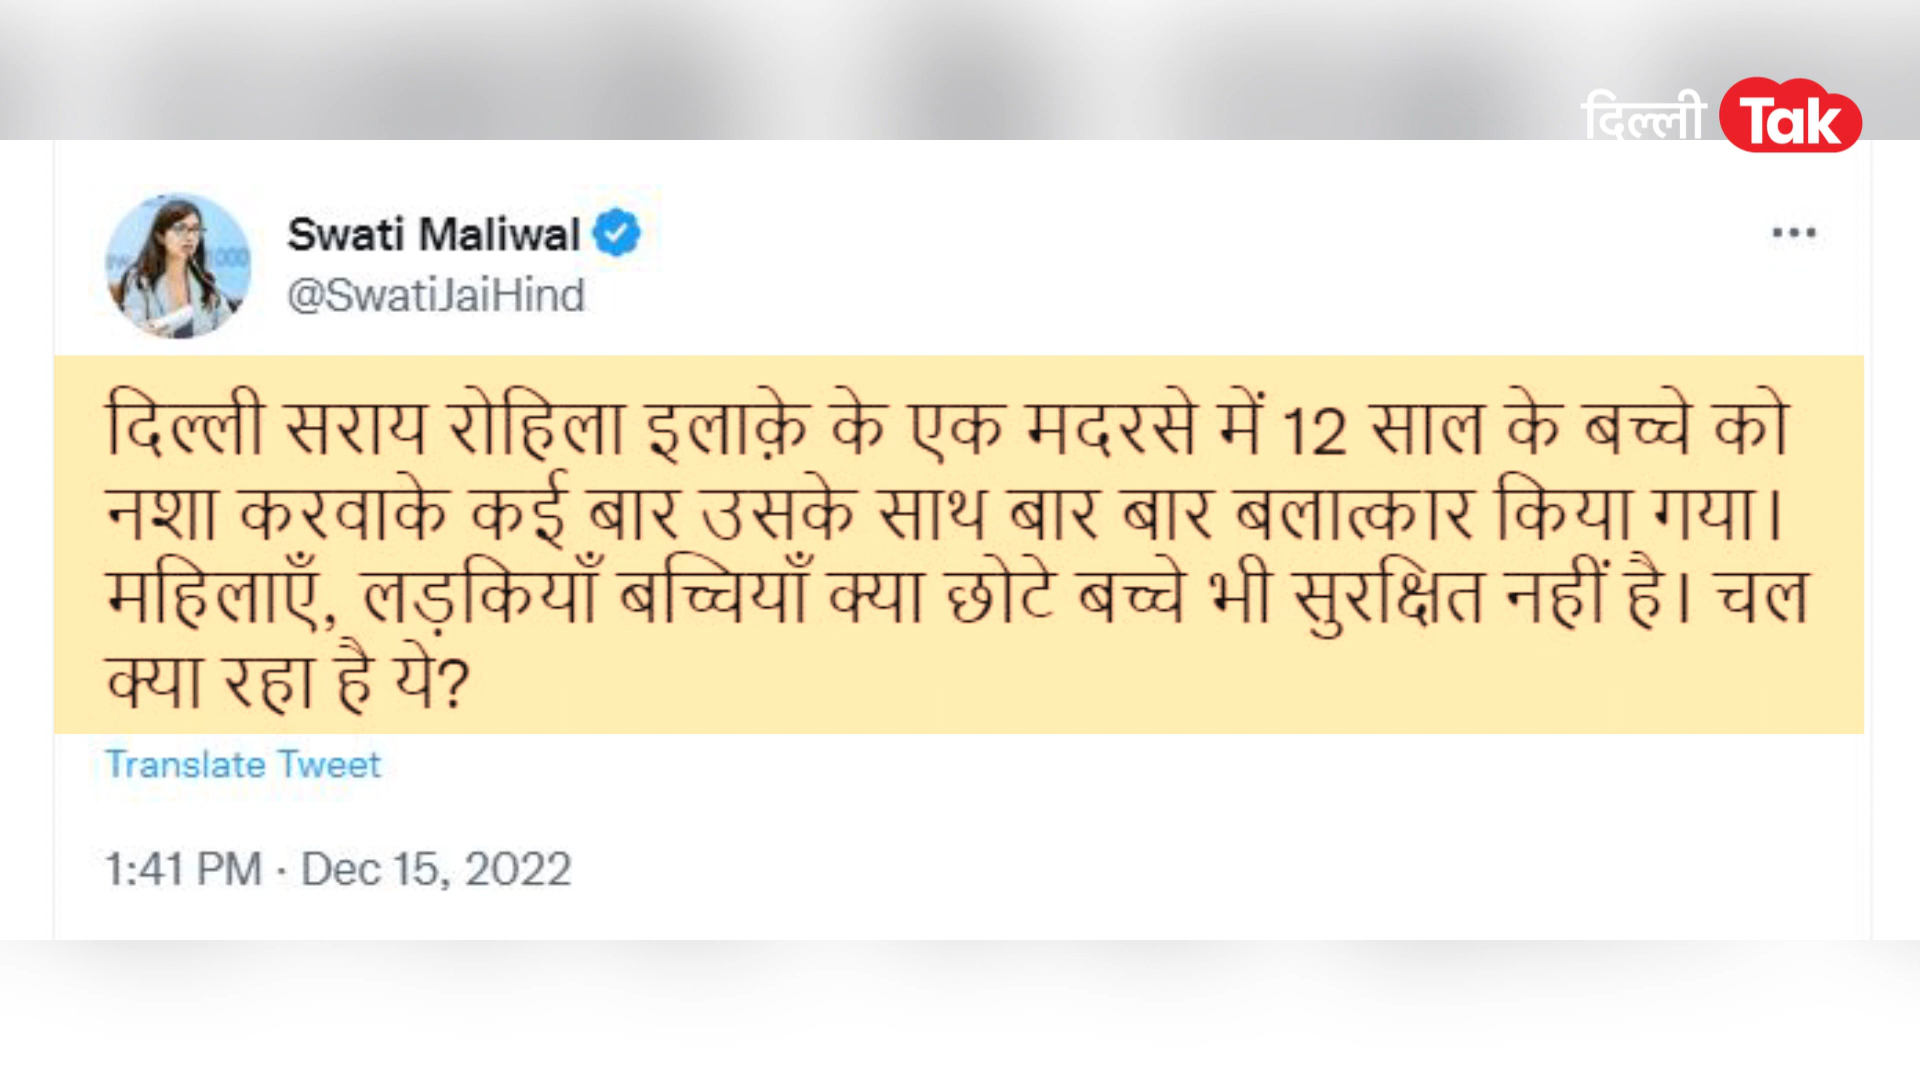 दिल्ली Tak
Swati Maliwal
@SwatiJaiHind
दिल्ली सराय रोहिला इलाक़े के एक मदरसे में 12 साल के बच्चे को
नशा करवाके कई बार उसके साथ बार बार बलात्कार किया गया।
महिलाएँ, लड़कियाँ बच्चियाँ क्या छोटे बच्चे भी सुरक्षित नहीं है। चल
क्या रहा है ये?
Translate Tweet
1:41 PM · Dec 15, 2022